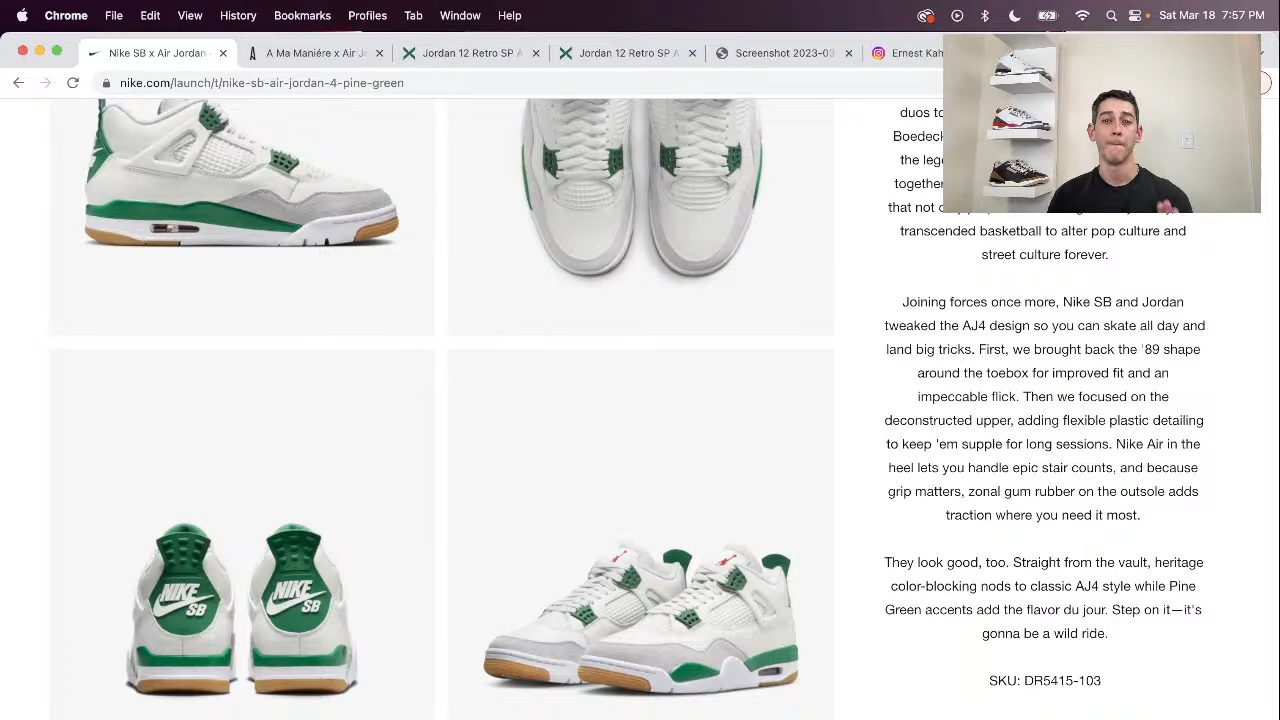 Chrome File Edit View History Bookmarks Profiles Tab Window Help Sat Mar 18 7:57 PM
Nike SB x Air Jordan A Ma Maniére x Air Jo Jordan 12 Retro SP A Jordan 12 Retro SP A Screenshot 2023-03 Ernest Kah
nike.com/launch/t/nike-sb-air-jordan-4-pine-green
duos to
Boedeck
the leg
together
that not
transcended basketball to alter pop culture and
street culture forever.
Joining forces once more, Nike SB and Jordan
tweaked the AJ4 design so you can skate all day and
land big tricks. First, we brought back the '89 shape
around the toebox for improved fit and an
impeccable flick. Then we focused on the
deconstructed upper, adding flexible plastic detailing
to keep 'em supple for long sessions. Nike Air in the
heel lets you handle epic stair counts, and because
grip matters, zonal gum rubber on the outsole adds
traction where you need it most.
They look good, too. Straight from the vault, heritage
color-blocking nods to classic AJ4 style while Pine
Green accents add the flavor du jour. Step on it—it's
gonna be a wild ride.
SKU: DR5415-103
NIKE SB
NIKE SB